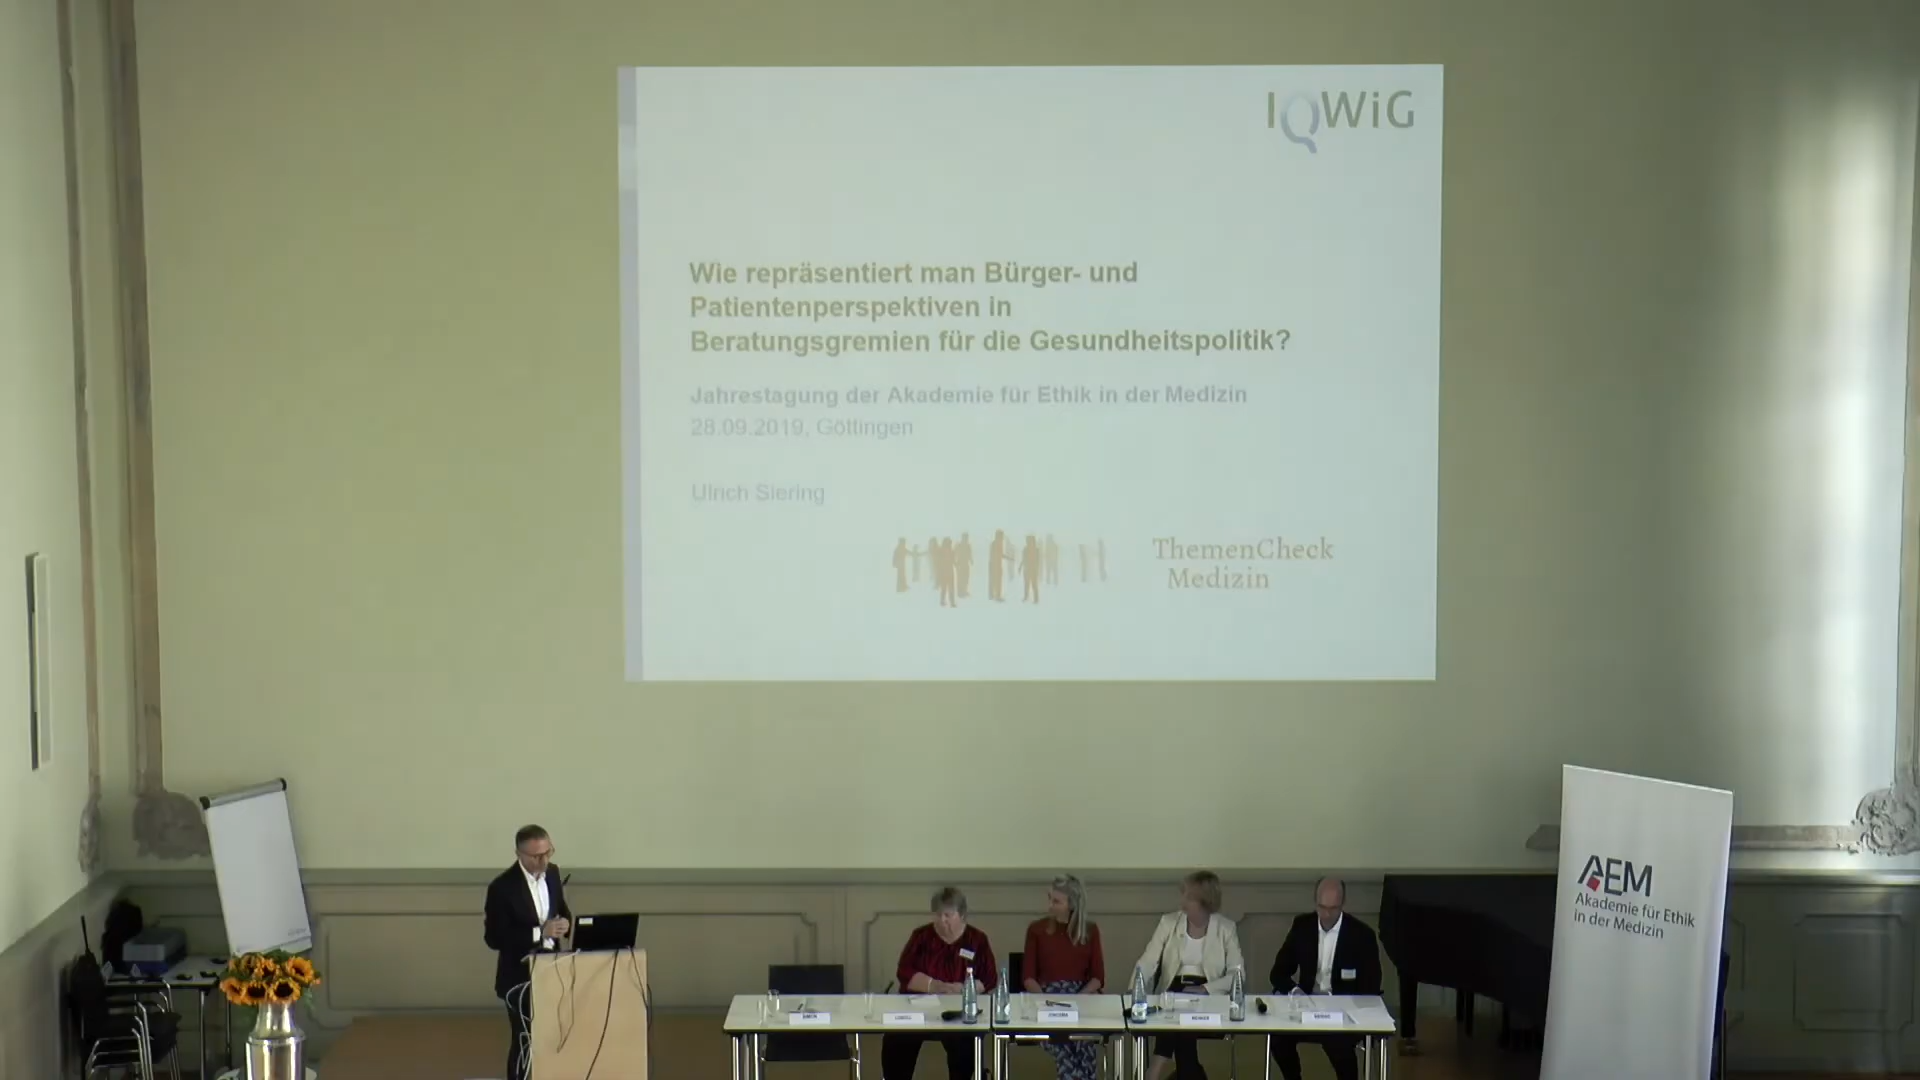 IQWiG
Wie repräsentiert man Bürger- und
Patientenperspektiven in
Beratungsgremien für die Gesundheitspolitik?
Jahrestagung der Akademie für Ethik in der Medizin
28.09.2019, Göttingen
Ulrich Siering
ThemenCheck
Medizin
AEM
Akademie für Ethik
in der Medizin